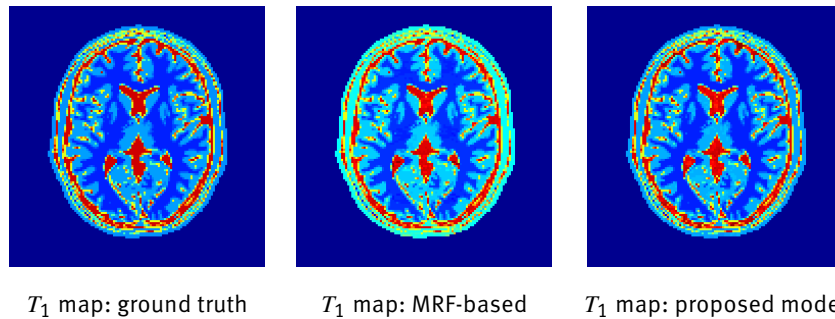 T₁ map: ground truth
T₁ map: MRF-based
T₁ map: proposed mode